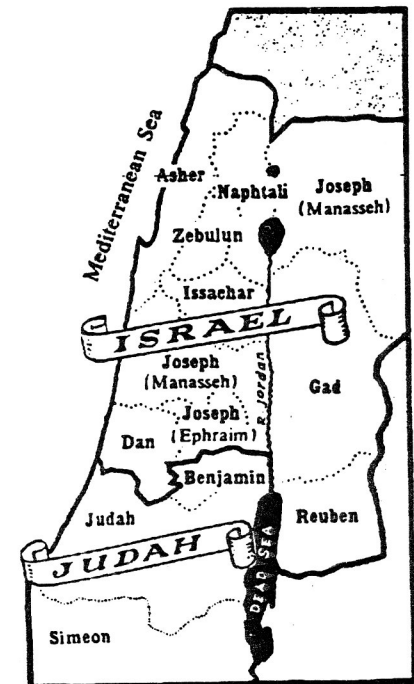 Mediterranean Sea
Asher
Naphtali
Joseph
(Manasseh)
Zebulun
Issachar
ISRAEL
Joseph
(Manasseh)
R. Jordan
Gad
Joseph
(Ephraim)
Dan
Benjamin
Judah
Reuben
JUDAH
DEAD SEA
Simeon